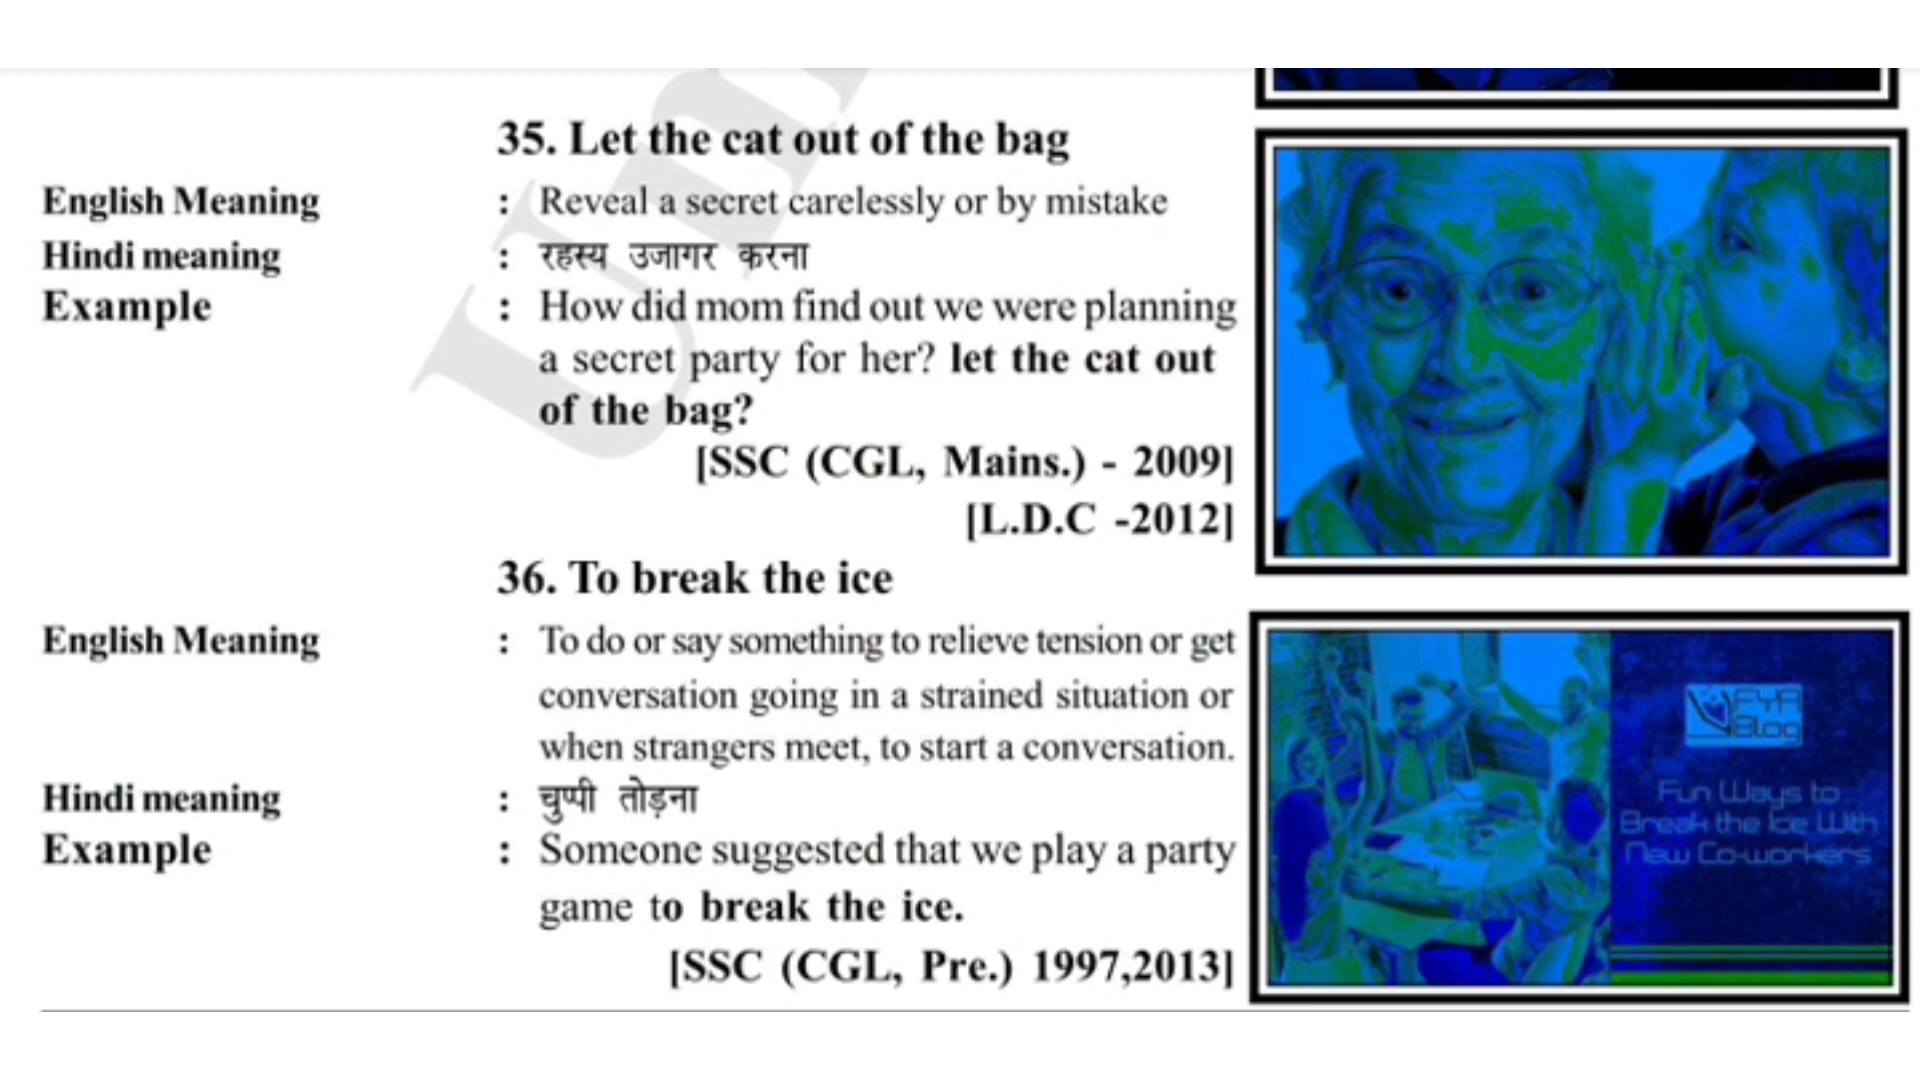 35. Let the cat out of the bag
English Meaning : Reveal a secret carelessly or by mistake
Hindi meaning : रहस्य उजागर करना
Example : How did mom find out we were planning
a secret party for her? let the cat out
of the bag?
[SSC (CGL, Mains.) - 2009]
[L.D.C -2012]
36. To break the ice
English Meaning : To do or say something to relieve tension or get
conversation going in a strained situation or
when strangers meet, to start a conversation.
Hindi meaning : चुप्पी तोड़ना
Example : Someone suggested that we play a party
game to break the ice.
[SSC (CGL, Pre.) 1997,2013]
FYA
Blog
Fun Ways to
Break the Ice With
New Co-workers